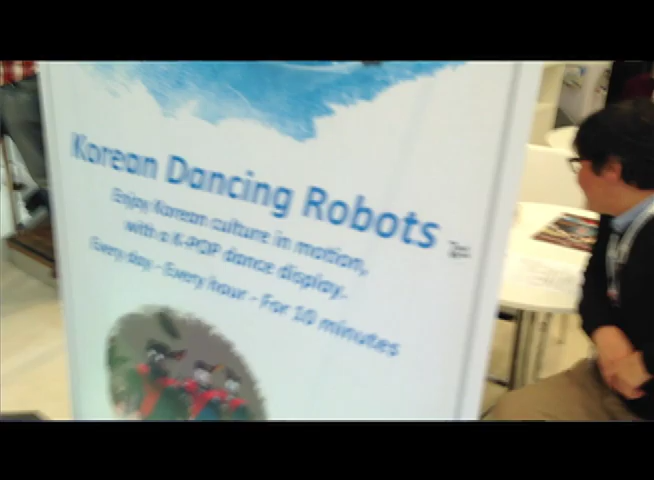 Korean Dancing Robots
Enjoy Korean culture in motion,
with a K-POP dance display.
Every day - Every hour - For 10 minutes